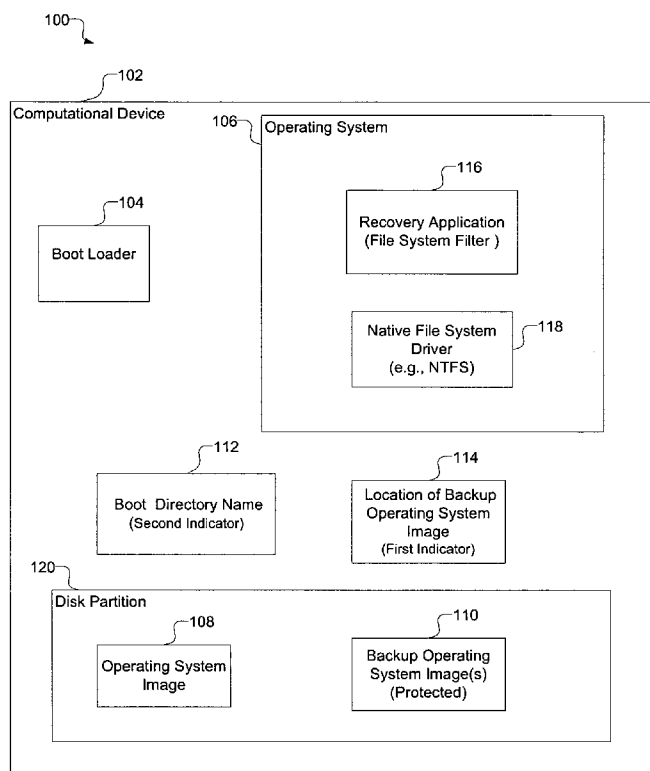 100
102
Computational Device
106
Operating System
104
Boot Loader
116
Recovery Application
(File System Filter )
Native File System
Driver
(e.g., NTFS)
118
112
Boot Directory Name
(Second Indicator)
114
Location of Backup
Operating System
Image
(First Indicator)
120
Disk Partition
108
Operating System
Image
110
Backup Operating
System Image(s)
(Protected)